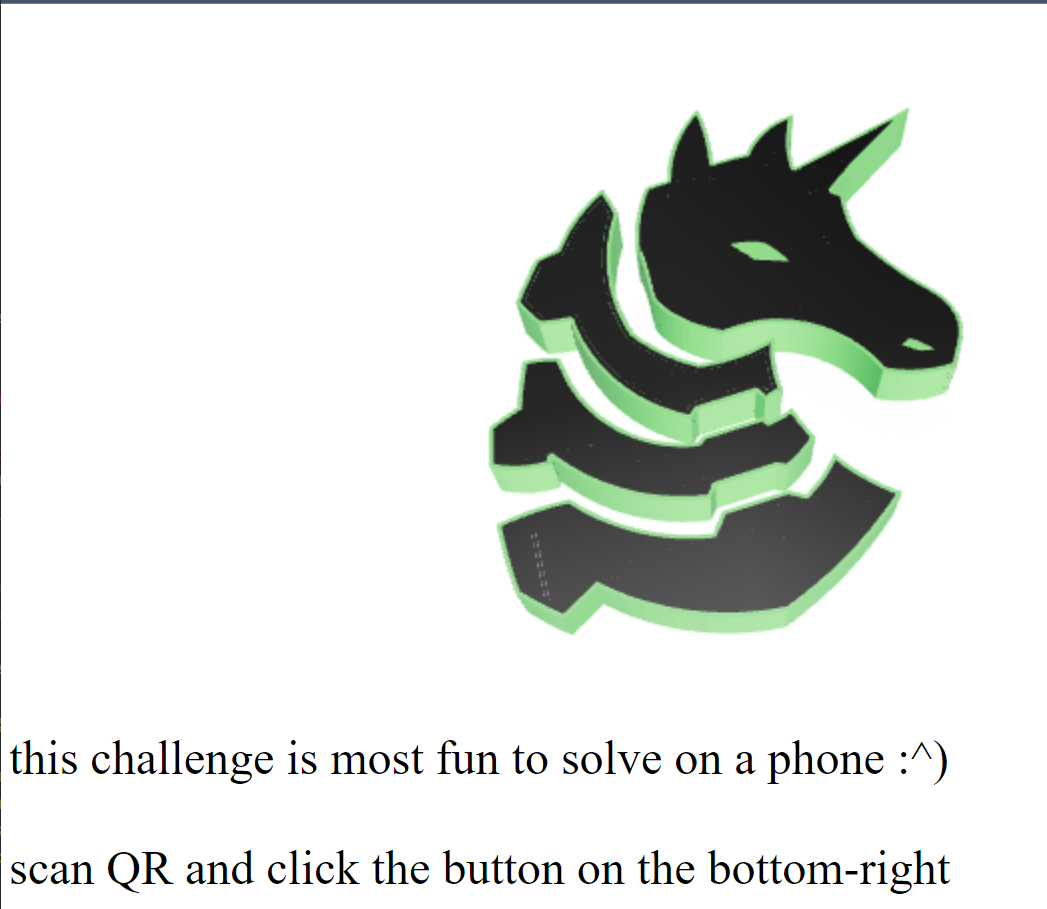 this challenge is most fun to solve on a phone :^)
scan QR and click the button on the bottom-right